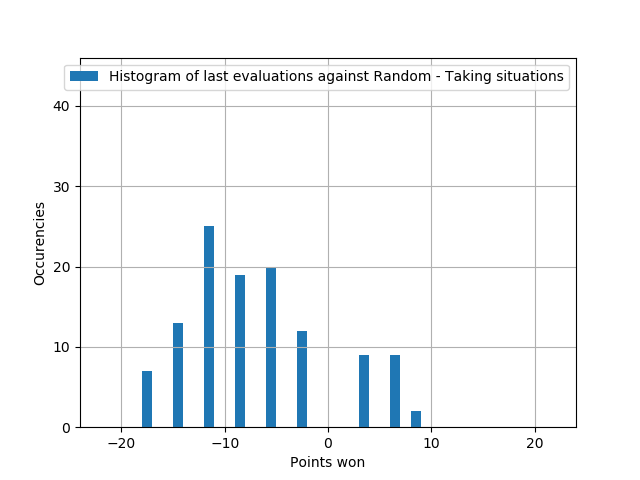 Histogram of last evaluations against Random - Taking situations
40
30
20
10
0
Occurencies
−20 −10 0 10 20
Points won